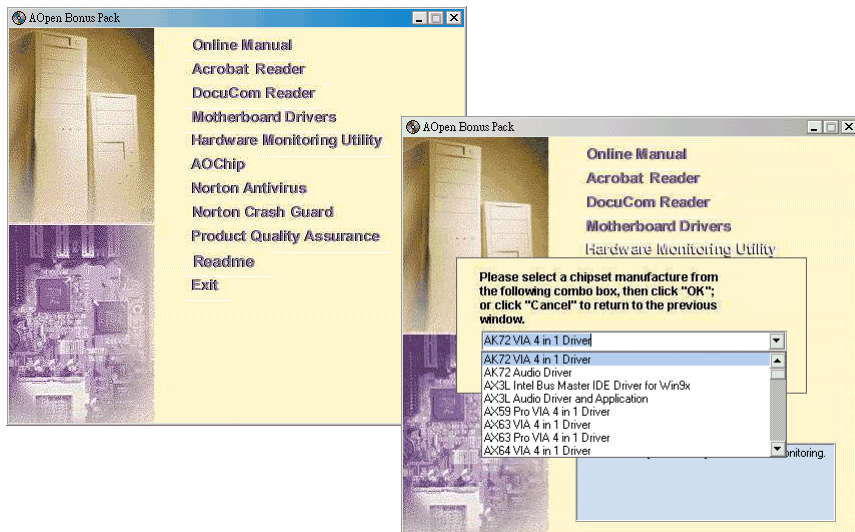 AOpen Bonus Pack
Online Manual
Acrobat Reader
DocuCom Reader
Motherboard Drivers
Hardware Monitoring Utility
AOChip
Norton Antivirus
Norton Crash Guard
Product Quality Assurance
Readme
Exit
AOpen Bonus Pack
Online Manual
Acrobat Reader
DocuCom Reader
Motherboard Drivers
Hardware Monitoring Utility
Please select a chipset manufacture from
the following combo box, then click "OK";
or click "Cancel" to return to the previous
window.
AK72 VIA 4 in 1 Driver
AK72 VIA 4 in 1 Driver
AK72 Audio Driver
AX3L Intel Bus Master IDE Driver for Win9x
AX3L Audio Driver and Application
AX59 Pro VIA 4 in 1 Driver
AX63 VIA 4 in 1 Driver
AX63 Pro VIA 4 in 1 Driver
AX64 VIA 4 in 1 Driver